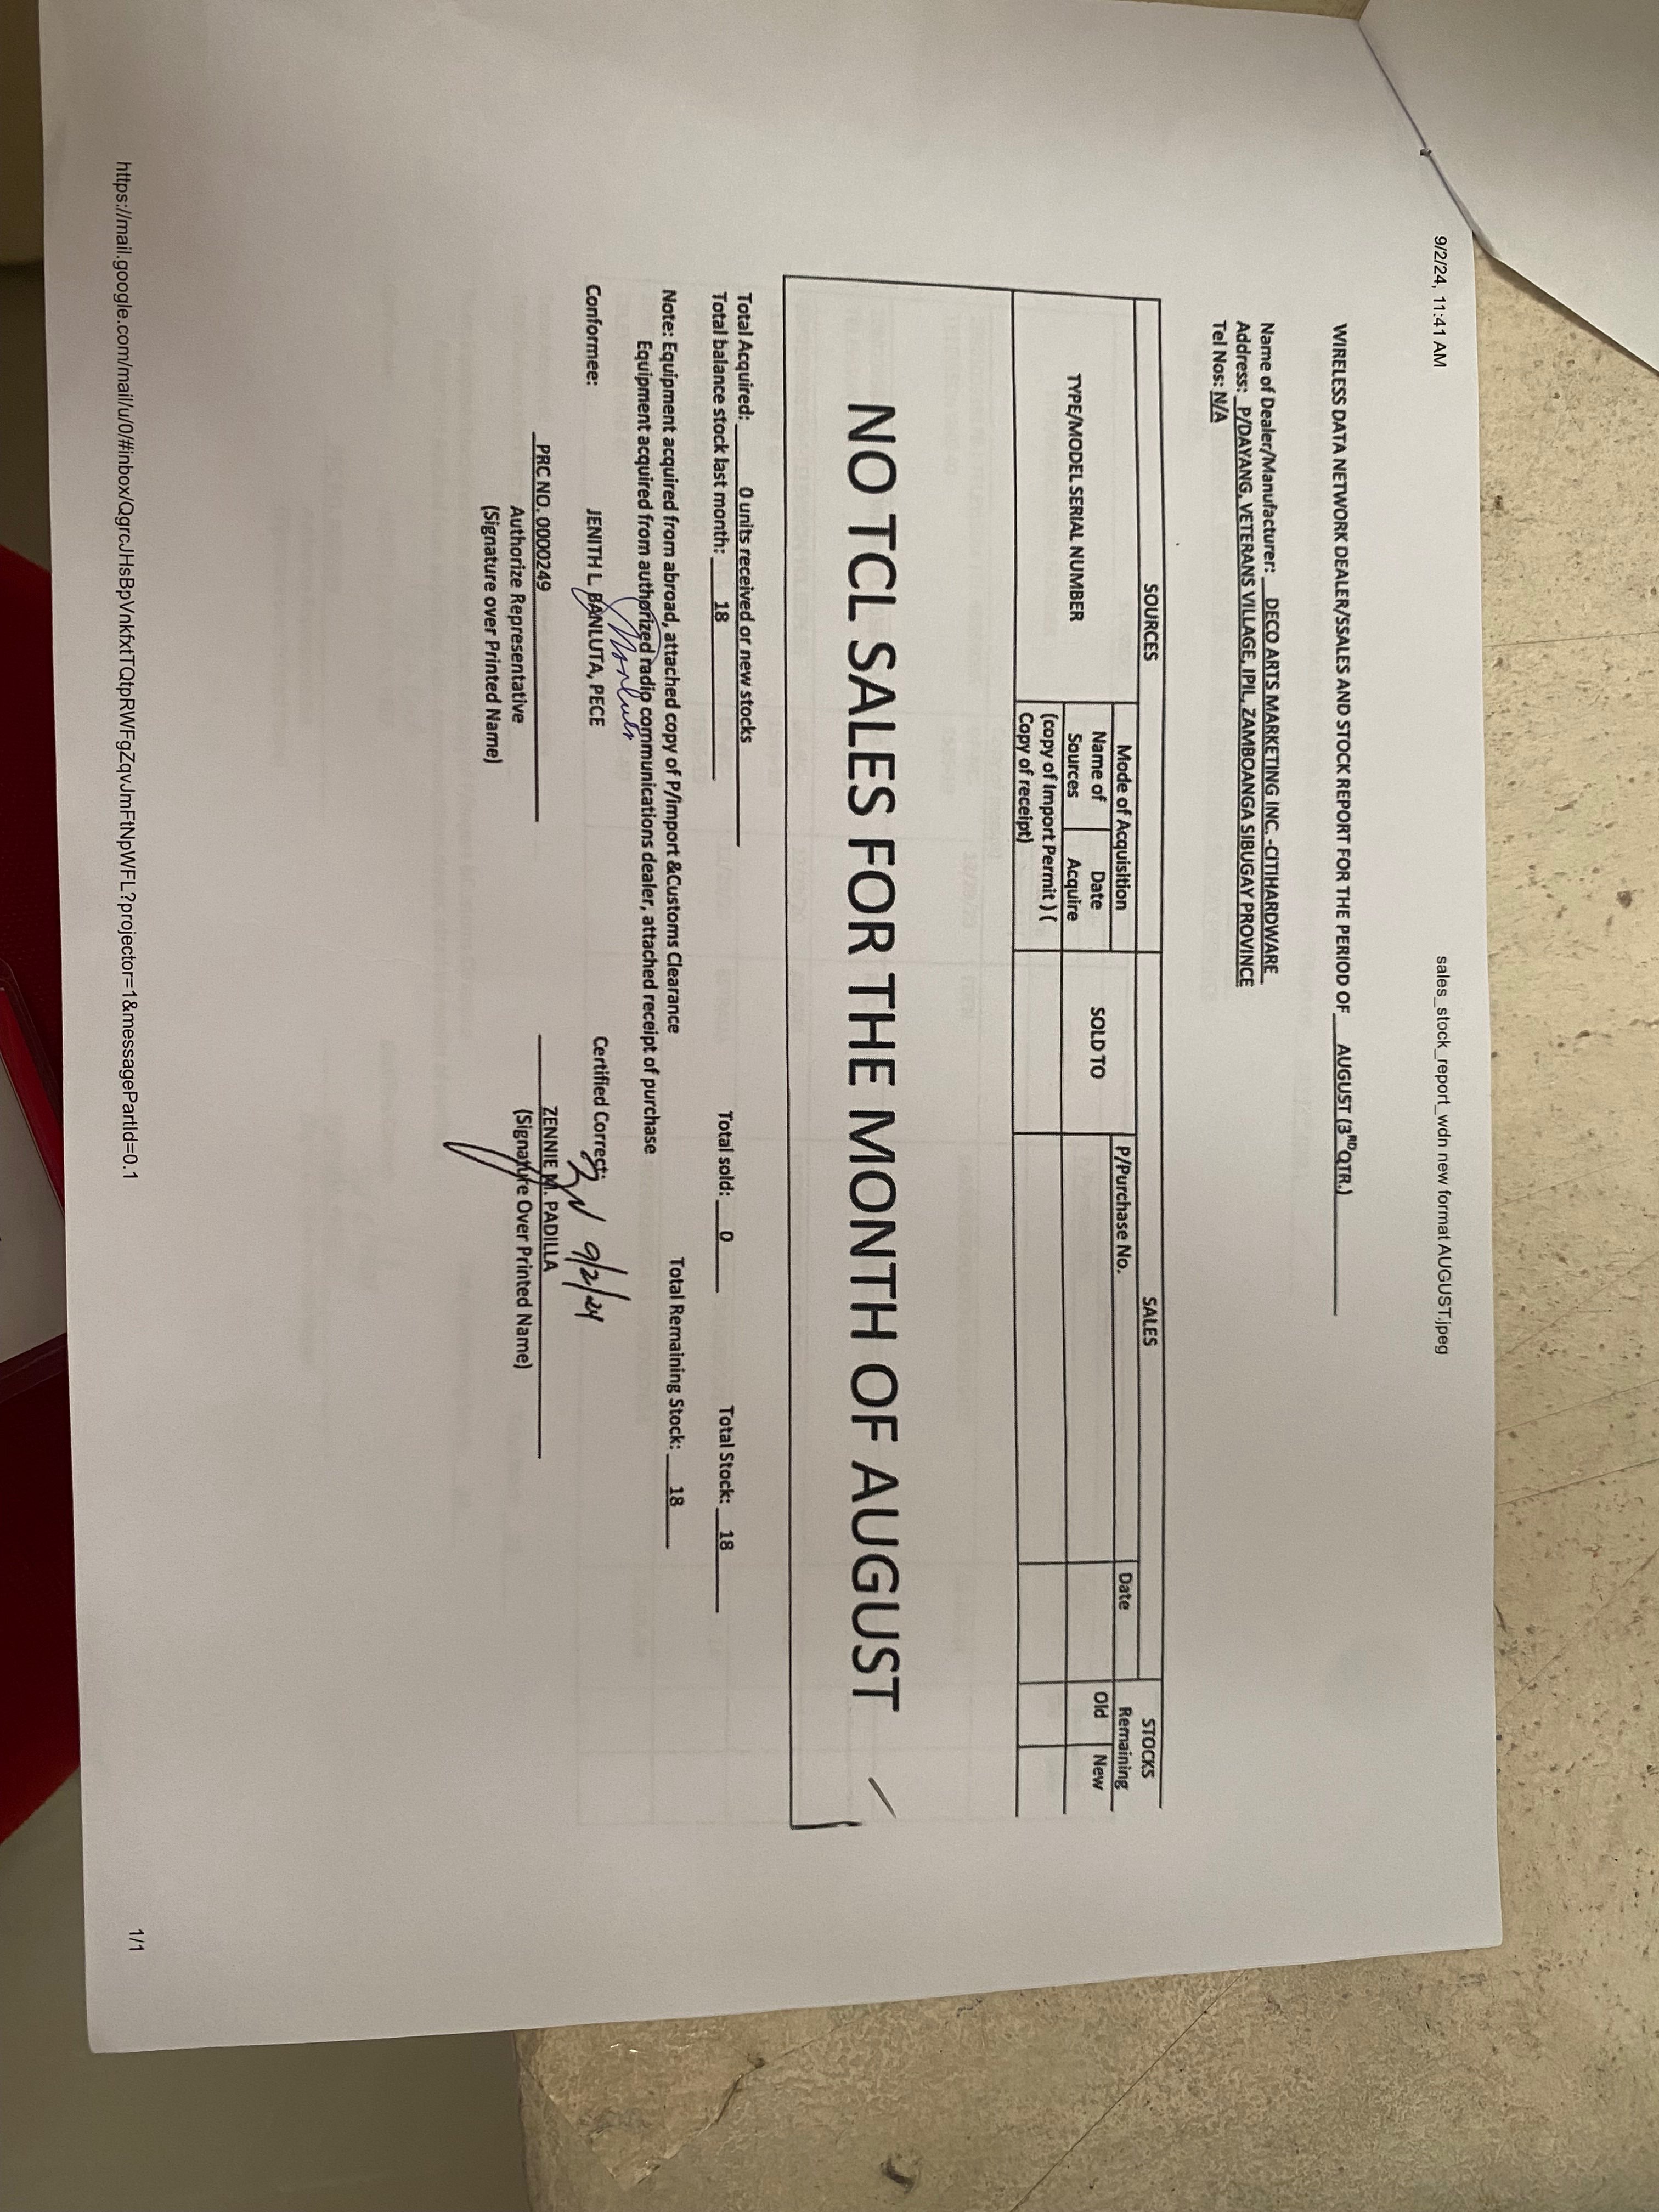 9/2/24, 11:41 AM
sales_stock_report_wdn new format AUGUST.jpeg
WIRELESS DATA NETWORK DEALER/SSALES AND STOCK REPORT FOR THE PERIOD OF AUGUST (3RD QTR.)
Name of Dealer/Manufacturer: DECO ARTS MARKETING INC. -CITIHARDWARE
Address: P/DAYANG, VETERANS VILLAGE, IPIL, ZAMBOANGA SIBUGAY PROVINCE
Tel Nos: N/A
SOURCES SALES STOCKS
TYPE/MODEL SERIAL NUMBER
Mode of Acquisition
Name of Sources
Date Acquire
(copy of Import Permit ) (
Copy of receipt)
SOLD TO
P/Purchase No.
Date
Remaining
Old New
NO TCL SALES FOR THE MONTH OF AUGUST
Total Acquired: 0 units received or new stocks
Total balance stock last month: 18 Total sold: 0 Total Stock: 18
Note: Equipment acquired from abroad, attached copy of P/import &Customs Clearance Total Remaining Stock: 18
Equipment acquired from authorized radio communications dealer, attached receipt of purchase
Conformee: Certified Correct:
JENITH L. BANLUTA, PECE
9/2/24
PRC NO. 0000249 ZENNIE M. PADILLA
Authorize Representative (Signature Over Printed Name)
(Signature over Printed Name)
https://mail.google.com/mail/u/0/#inbox/QgrcJHsBpVnkfxtTQtpRWFgZqvJmFtNpWFL?projector=1&messagePartId=0.1
1/1